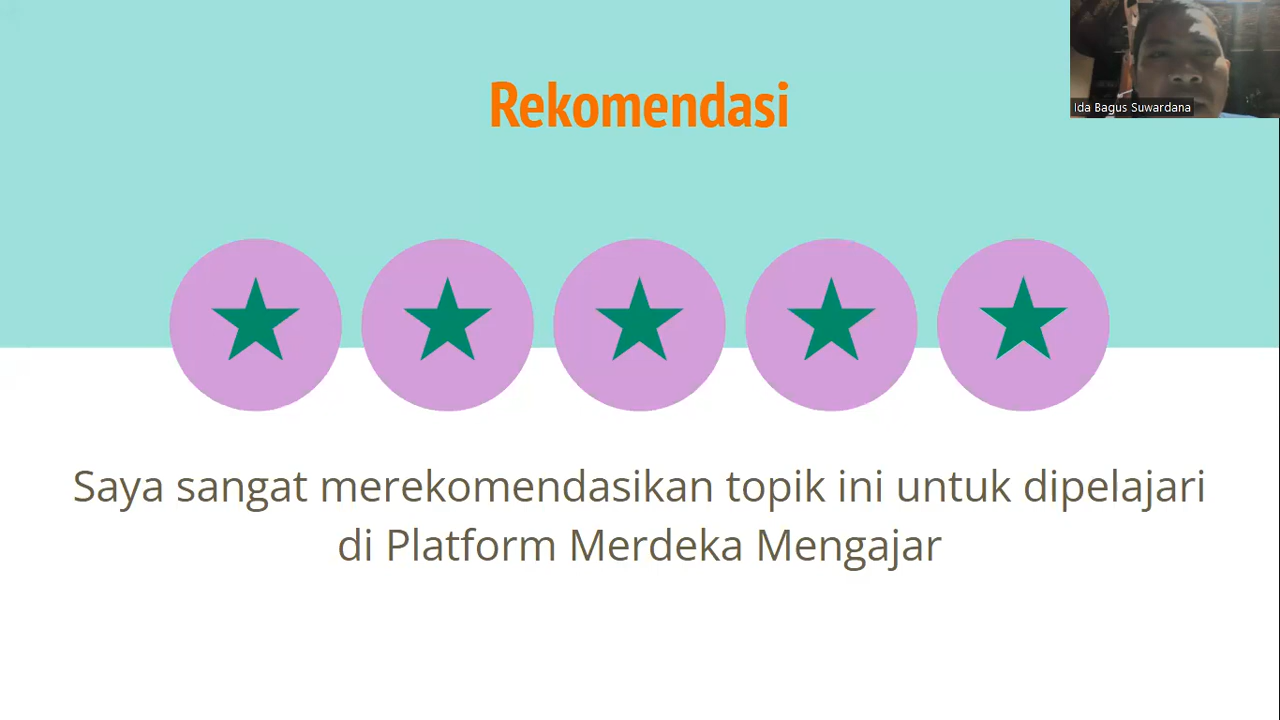 Rekomendasi
Ida Bagus Suwardana
Saya sangat merekomendasikan topik ini untuk dipelajari
di Platform Merdeka Mengajar